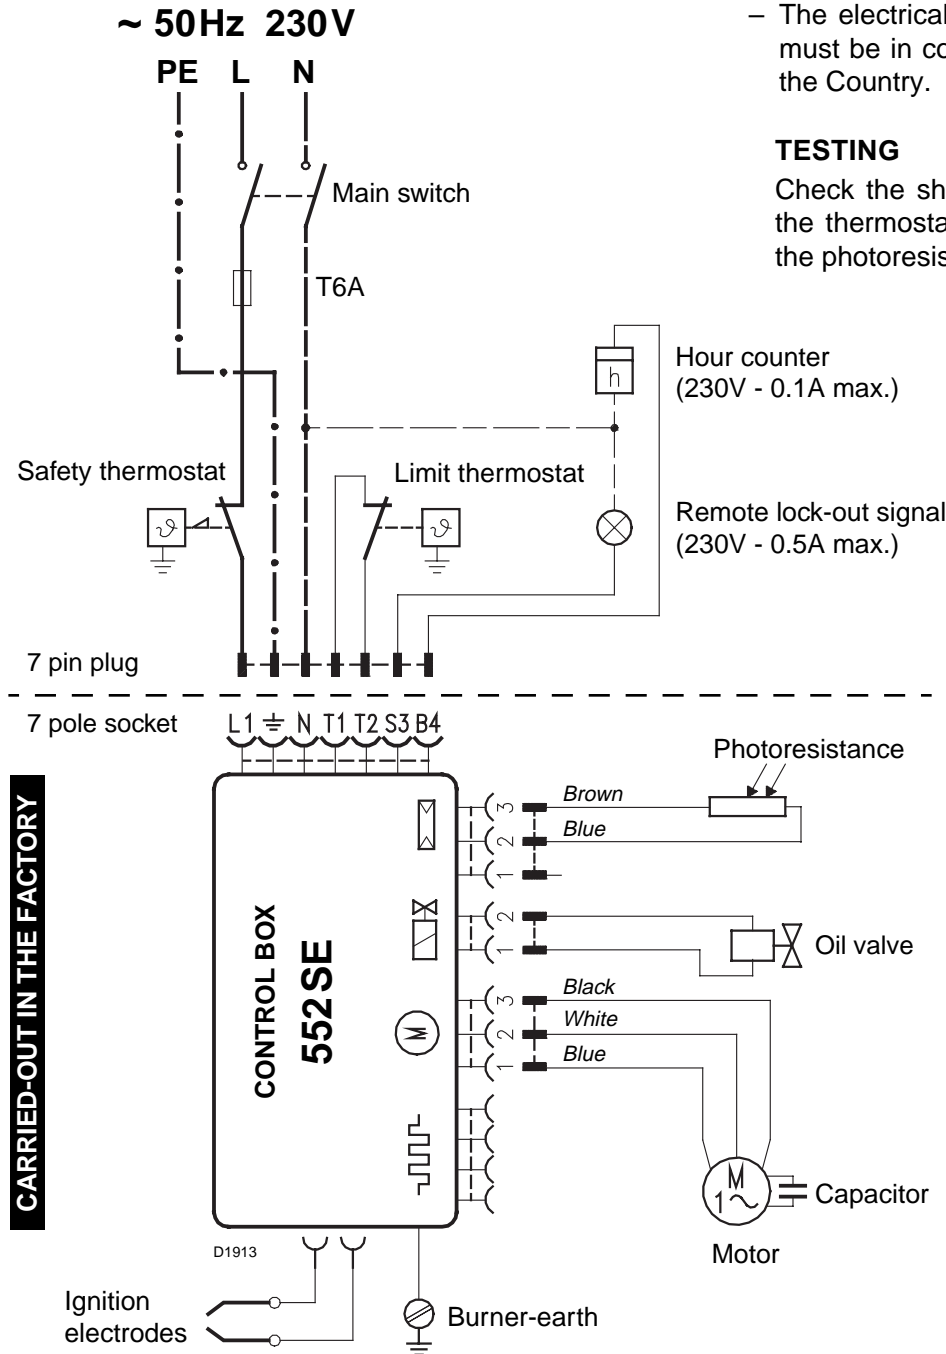 ~ 50Hz 230V
PE L N
– The electrical
must be in co
the Country.
TESTING
Check the sh
the thermosta
the photoresis
Main switch
T6A
h
Hour counter
(230V - 0.1A max.)
Safety thermostat
Limit thermostat
ϑ
ϑ
Remote lock-out signal
(230V - 0.5A max.)
7 pin plug
7 pole socket
L1 N T1 T2 S3 B4
CARRIED-OUT IN THE FACTORY
CONTROL BOX
552SE
Photoresistance
3 Brown
2 Blue
1
2
1
Oil valve
3 Black
2 White
1 Blue
M
M
1~
Capacitor
Motor
D1913
Ignition
electrodes
Burner-earth